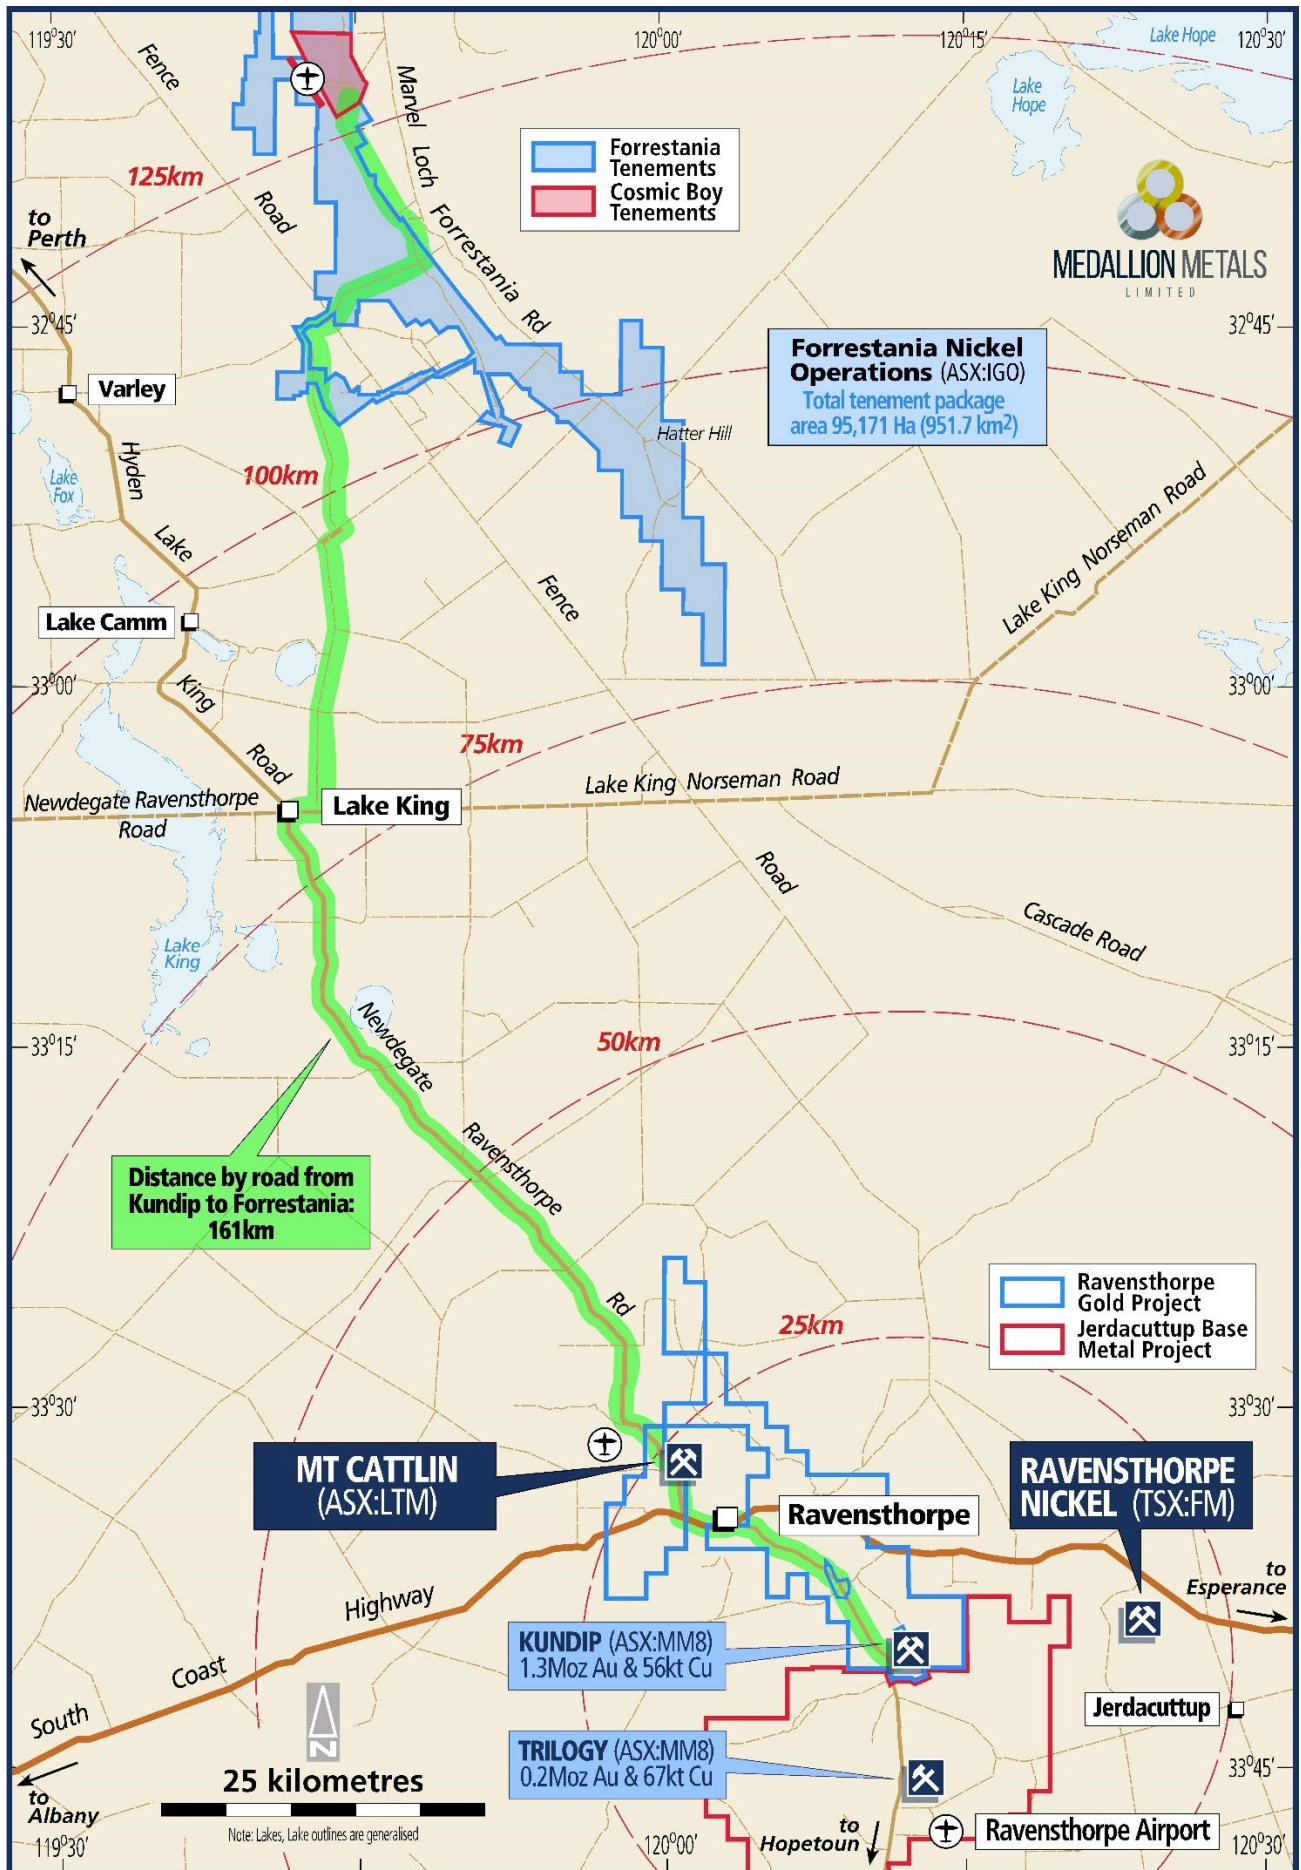 119°30′
120°00′
120°15′
120°30′
Lake Hope
Lake
Hope
Fence
Road
Marvel Loch Forrestania Rd
Forrestania
Tenements
Cosmic Boy
Tenements
125km
to
Perth
MEDALLION METALS
LIMITED
32°45′
32°45′
Forrestania Nickel
Operations (ASX:IGO)
Total tenement package
area 95,171 Ha (951.7 km²)
Varley
Hatter Hill
Hyden
Lake
Fox
100km
Lake
Lake King Norseman Road
Fence
Lake Camm
33°00′
33°00′
King
Road
75km
Lake King Norseman Road
Newdegate Ravensthorpe
Road
Lake King
Road
Cascade Road
Lake
King
Newdegate
33°15′
50km
33°15′
Ravensthorpe
Distance by road from
Kundip to Forrestania:
161km
Rd
Ravensthorpe
Gold Project
Jerdacuttup Base
Metal Project
25km
33°30′
33°30′
MT CATTLIN
(ASX:LTM)
RAVENSTHORPE
NICKEL (TSX:FM)
Ravensthorpe
to
Esperance
Highway
Coast
South
KUNDIP (ASX:MM8)
1.3Moz Au & 56kt Cu
Jerdacuttup
TRILOGY (ASX:MM8)
0.2Moz Au & 67kt Cu
33°45′
N
25 kilometres
Note: Lakes, Lake outlines are generalised
to
Albany
to
Hopetoun
Ravensthorpe Airport
119°30′
120°00′
120°30′